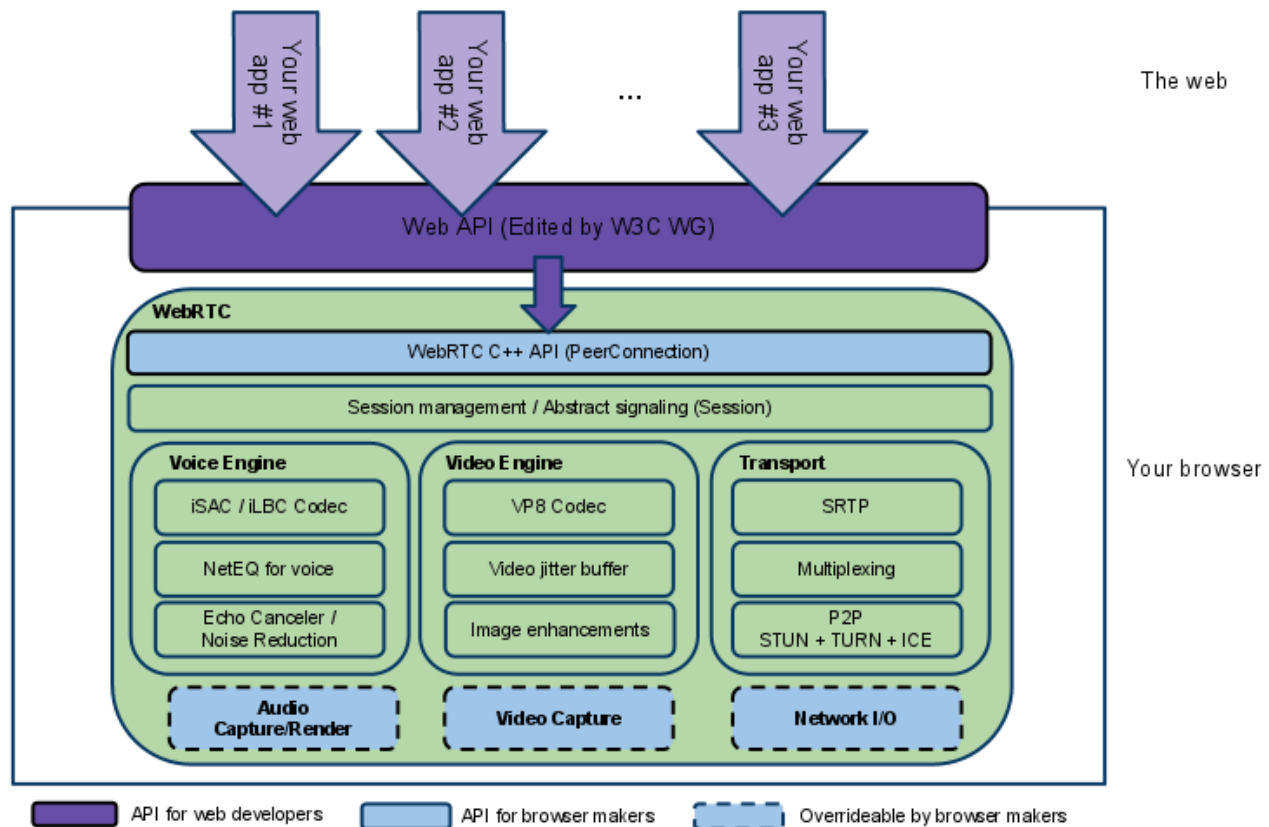 Your web
app #1
Your web
app #2
...
Your web
app #3
The web
Web API (Edited by W3C WG)
WebRTC
WebRTC C++ API (PeerConnection)
Session management / Abstract signaling (Session)
Your browser
Voice Engine
iSAC / iLBC Codec
NetEQ for voice
Echo Canceler /
Noise Reduction
Video Engine
VP8 Codec
Video jitter buffer
Image enhancements
Transport
SRTP
Multiplexing
P2P
STUN + TURN + ICE
Audio
Capture/Render
Video Capture
Network I/O
API for web developers
API for browser makers
Overrideable by browser makers